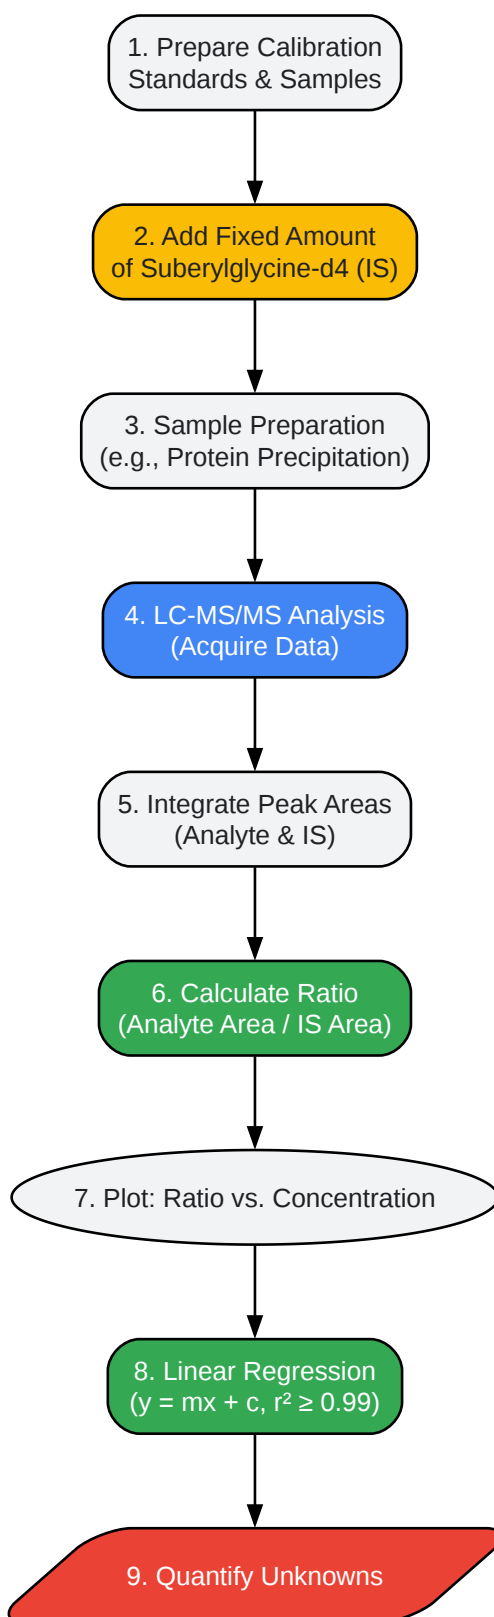 1. Prepare Calibration
Standards & Samples
2. Add Fixed Amount
of Suberylglycine-d4 (IS)
3. Sample Preparation
(e.g., Protein Precipitation)
4. LC-MS/MS Analysis
(Acquire Data)
5. Integrate Peak Areas
(Analyte & IS)
6. Calculate Ratio
(Analyte Area / IS Area)
7. Plot: Ratio vs. Concentration
8. Linear Regression
(y = mx + c, r² ≥ 0.99)
9. Quantify Unknowns